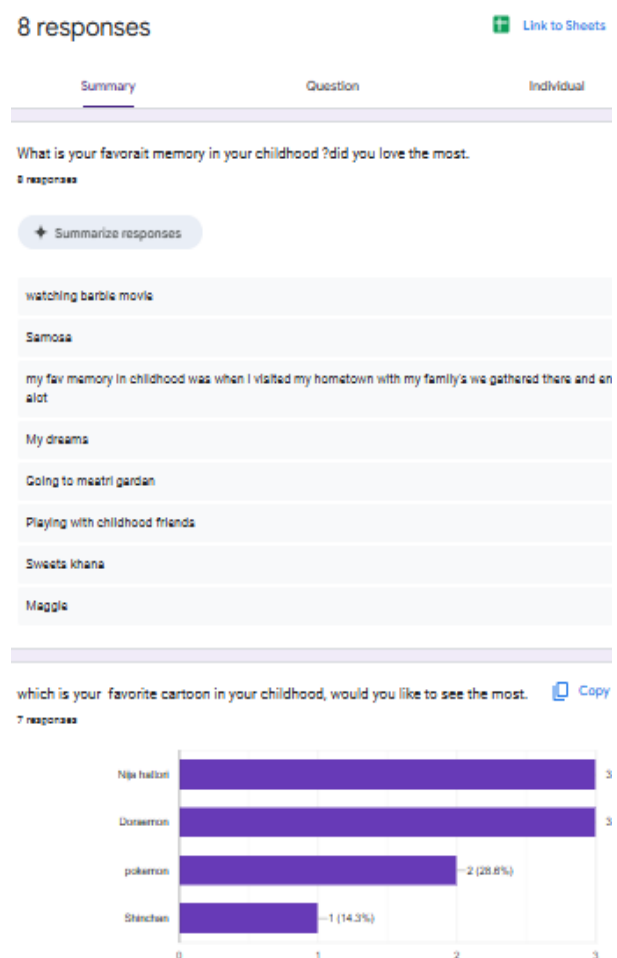 8 responses
Link to Sheets
Summary Question Individual
What is your favorait memory in your childhood ?did you love the most.
8 responses
Summarize responses
watching barbie movie
Samosa
my fav memory in childhood was when I visited my hometown with my family's we gathered there and en
alot
My dreams
Going to meatri gardan
Playing with childhood friends
Sweets khana
Maggie
which is your favorite cartoon in your childhood, would you like to see the most.
Copy
7 responses
Nija hattori
3
Doraemon
3
pokemon
2 (28.6%)
Shinchan
1 (14.3%)
0 1 2 3